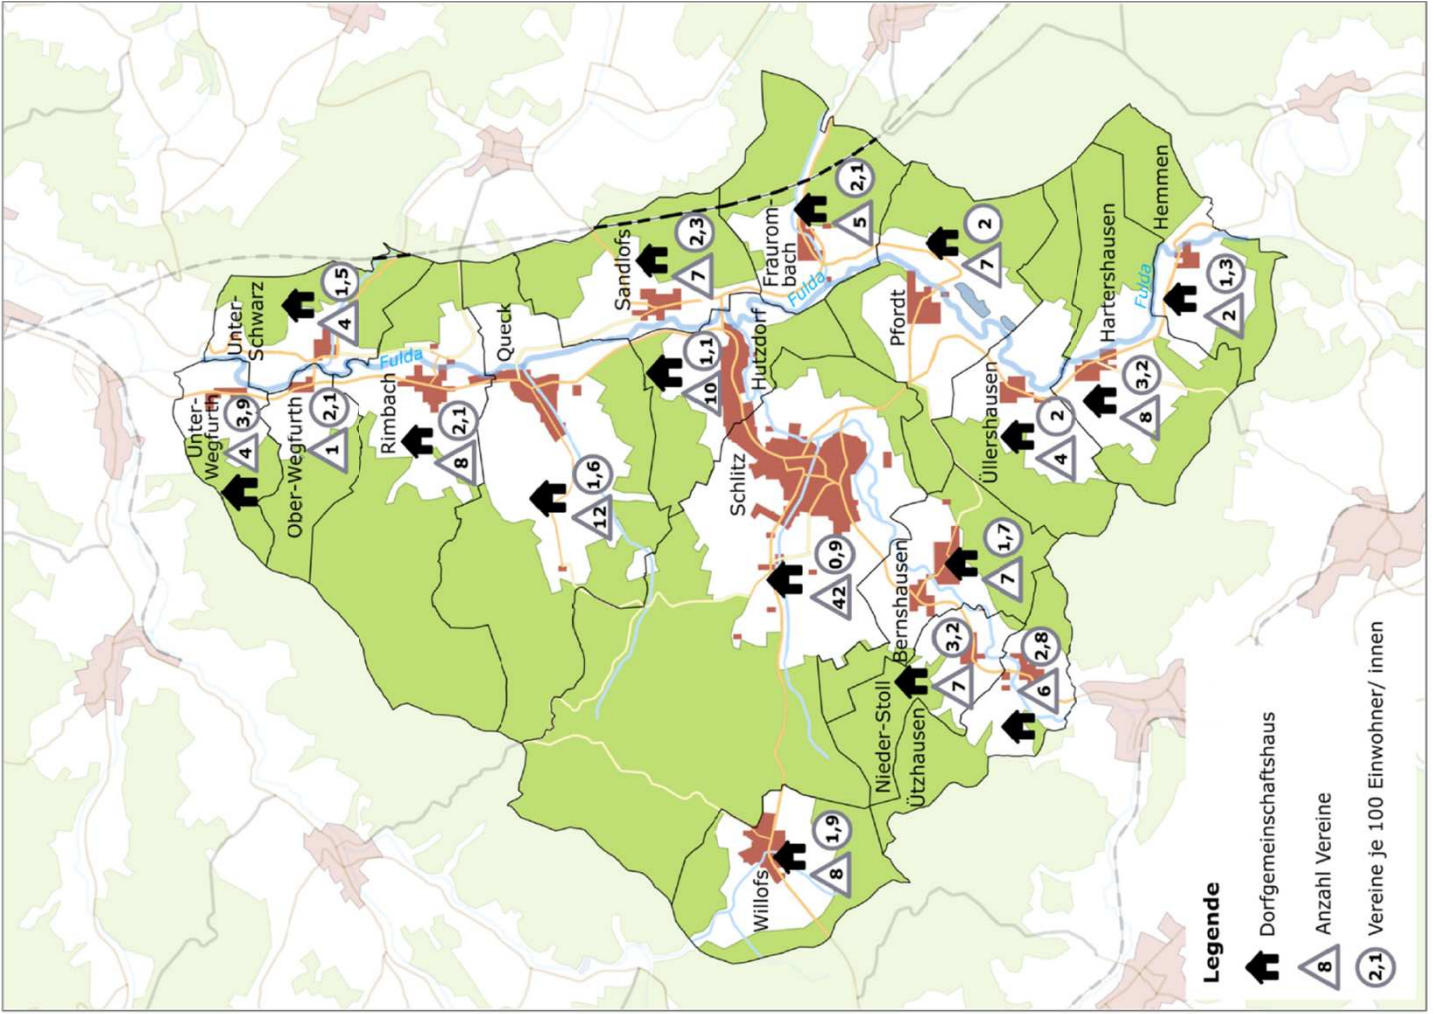 Unter-
Wegfurth
4 3,9
Unter-
Schwarz
4 1,5
Ober-Wegfurth
1 2,1
Fulda
Rimbach
8 2,1
Queck
12 1,6
Sandlofs
7 2,3
10 1,1
Hutzdorf
Schlitz
42 0,9
Willofs
8 1,9
Fraurom-
bach
5 2,1
Fulda
Pfordt
7 2
Bernshausen
7 1,7
Nieder-Stoll
7 3,2
Ützhausen
6 2,8
Üllershausen
4 2
Hartershausen
8 3,2
Fulda
Hemmen
2 1,3
Legende
Dorfgemeinschaftshaus
8 Anzahl Vereine
2,1 Vereine je 100 Einwohner/ innen